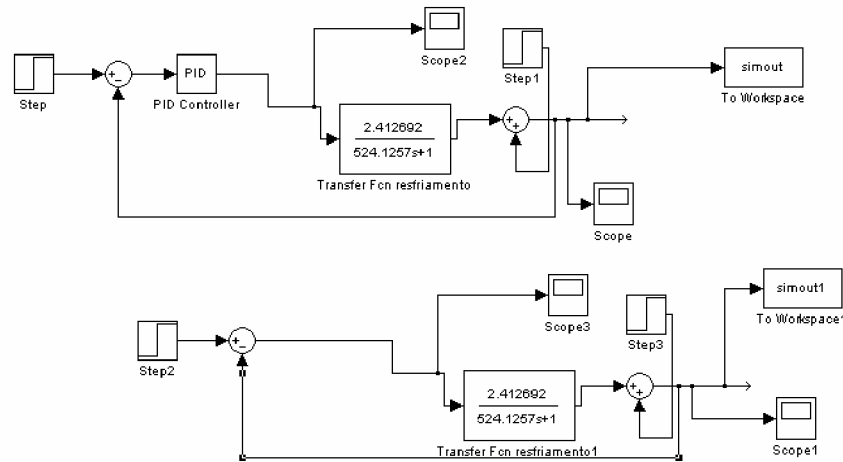 Step
+
-
PID
PID Controller
Scope2
2.412692
524.1257s+1
Transfer Fcn resfriamento
Step1
+
+
simout
To Workspace
Scope
Step2
+
-
Scope3
2.412692
524.1257s+1
Transfer Fcn resfriamento1
Step3
+
+
simout1
To Workspace1
Scope1